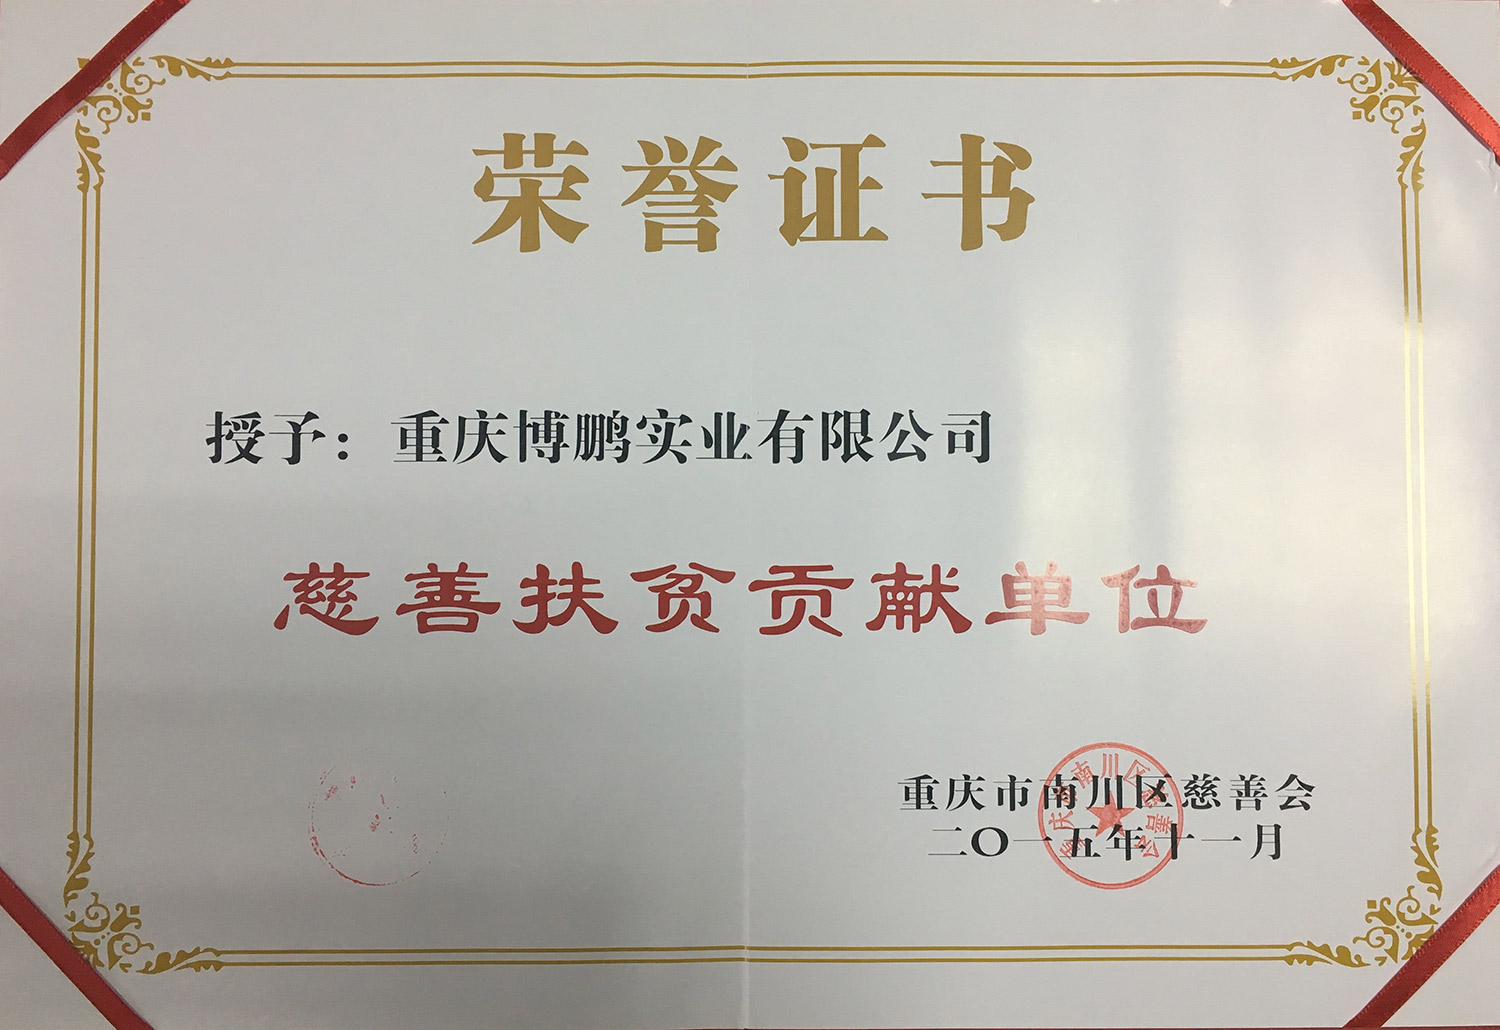 荣誉证书
授予：重庆博鹏实业有限公司
慈善扶贫贡献单位
重庆市南川区慈善会
二〇一五年十一月